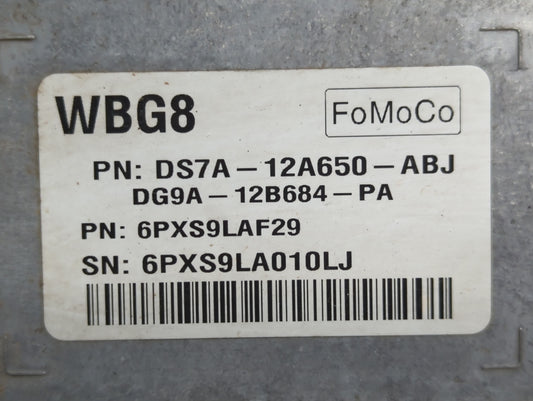 WBG8
FoMoCo
PN: DS7A-12A650-ABJ
DG9A-12B684-PA
PN: 6PXS9LAF29
SN: 6PXS9LA010LJ